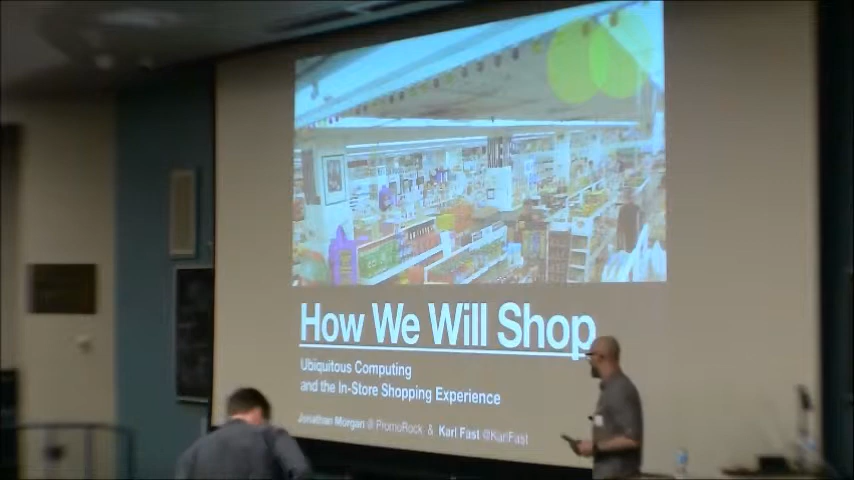 How We Will Shop
Ubiquitous Computing
and the In-Store Shopping Experience
Jonathan Morgan @ PromoRock & Karl Fast @KarlFast